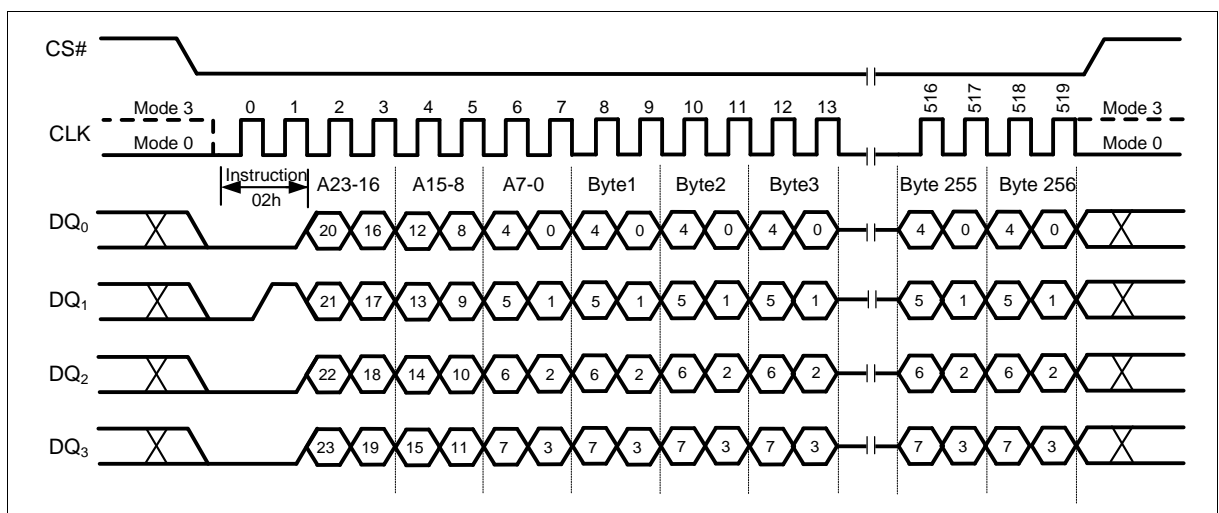 CS#
0 1 2 3 4 5 6 7 8 9 10 11 12 13 516 517 518 519
Mode 3 Mode 3
CLK
Mode 0 Mode 0
Instruction A23-16 A15-8 A7-0 Byte1 Byte2 Byte3 Byte 255 Byte 256
02h
DQ0 20 16 12 8 4 0 4 0 4 0 4 0 4 0 4 0
DQ1 21 17 13 9 5 1 5 1 5 1 5 1 5 1 5 1
DQ2 22 18 14 10 6 2 6 2 6 2 6 2 6 2 6 2
DQ3 23 19 15 11 7 3 7 3 7 3 7 3 7 3 7 3